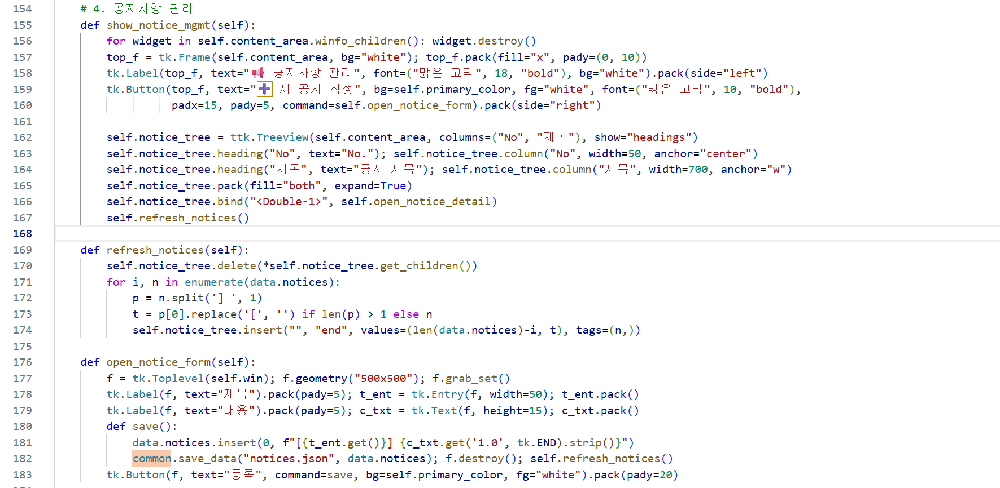 154 # 4. 공지사항 관리
155 def show_notice_mgmt(self):
156 for widget in self.content_area.winfo_children(): widget.destroy()
157 top_f = tk.Frame(self.content_area, bg="white"); top_f.pack(fill="x", pady=(0, 10))
158 tk.Label(top_f, text="📢 공지사항 관리", font=("맑은 고딕", 18, "bold"), bg="white").pack(side="left")
159 tk.Button(top_f, text="➕ 새 공지 작성", bg=self.primary_color, fg="white", font=("맑은 고딕", 10, "bold"),
160 padx=15, pady=5, command=self.open_notice_form).pack(side="right")
161
162 self.notice_tree = ttk.Treeview(self.content_area, columns=("No", "제목"), show="headings")
163 self.notice_tree.heading("No", text="No."); self.notice_tree.column("No", width=50, anchor="center")
164 self.notice_tree.heading("제목", text="공지 제목"); self.notice_tree.column("제목", width=700, anchor="w")
165 self.notice_tree.pack(fill="both", expand=True)
166 self.notice_tree.bind("<Double-1>", self.open_notice_detail)
167 self.refresh_notices()
168
169 def refresh_notices(self):
170 self.notice_tree.delete(*self.notice_tree.get_children())
171 for i, n in enumerate(data.notices):
172 p = n.split('] ', 1)
173 t = p[0].replace('[', '') if len(p) > 1 else n
174 self.notice_tree.insert("", "end", values=(len(data.notices)-i, t), tags=(n,))
175
176 def open_notice_form(self):
177 f = tk.Toplevel(self.win); f.geometry("500x500"); f.grab_set()
178 tk.Label(f, text="제목").pack(pady=5); t_ent = tk.Entry(f, width=50); t_ent.pack()
179 tk.Label(f, text="내용").pack(pady=5); c_txt = tk.Text(f, height=15); c_txt.pack()
180 def save():
181 data.notices.insert(0, f"[{t_ent.get()}] {c_txt.get('1.0', tk.END).strip()}")
182 common.save_data("notices.json", data.notices); f.destroy(); self.refresh_notices()
183 tk.Button(f, text="등록", command=save, bg=self.primary_color, fg="white").pack(pady=20)